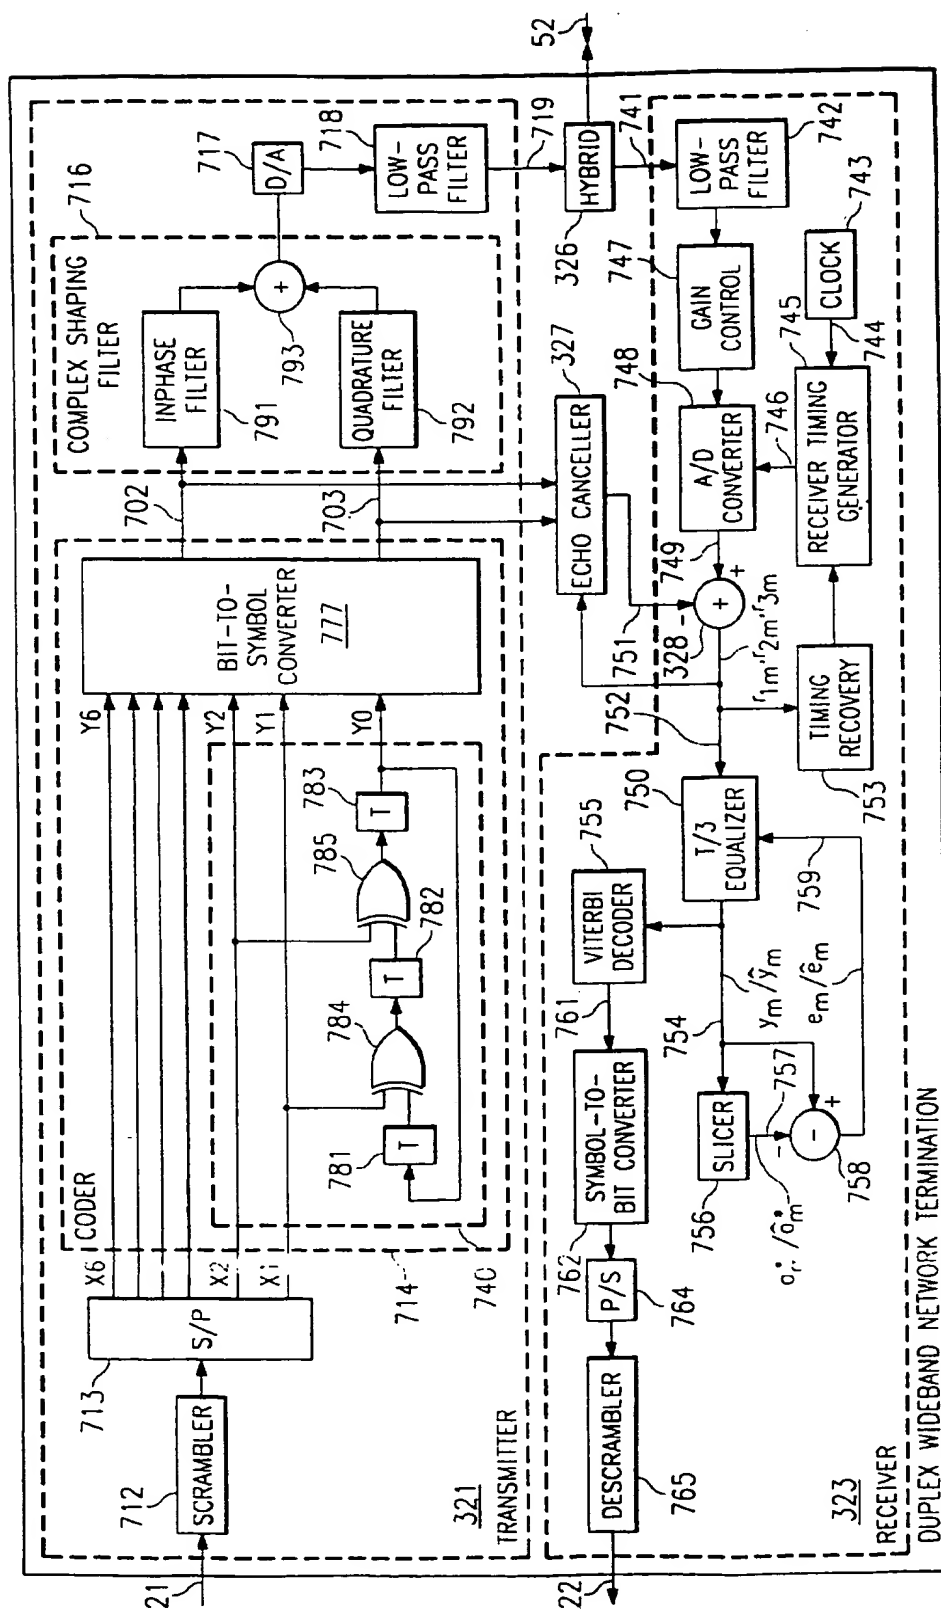 21
712
SCRAMBLER
713
S/P
X6
X2
X1
714
740
CODER
321
TRANSMITTER
781
T
784
782
T
785
783
T
Y6
Y2
Y1
Y0
BIT-TO-
SYMBOL
CONVERTER
777
702
703
COMPLEX SHAPING
FILTER
716
INPHASE
FILTER
791
793
+
QUADRATURE
FILTER
792
717
D/A
718
LOW-
PASS
FILTER
719
HYBRID
326
52
741
ECHO CANCELLER
327
751
LOW-
PASS
FILTER
742
747
GAIN
CONTROL
748
A/D
CONVERTER
749
746
CLOCK
743
744
745
RECEIVER TIMING
GENERATOR
+
+
-
328
r1m,r2m,r3m
752
TIMING
RECOVERY
753
750
T/3
EQUALIZER
759
755
VITERBI
DECODER
761
754
ym/ŷm
em/êm
SYMBOL-TO-
BIT CONVERTER
762
SLICER
756
757
-
+
-
758
P/S
764
DESCRAMBLER
765
22
323
RECEIVER
DUPLEX WIDEBAND NETWORK TERMINATION